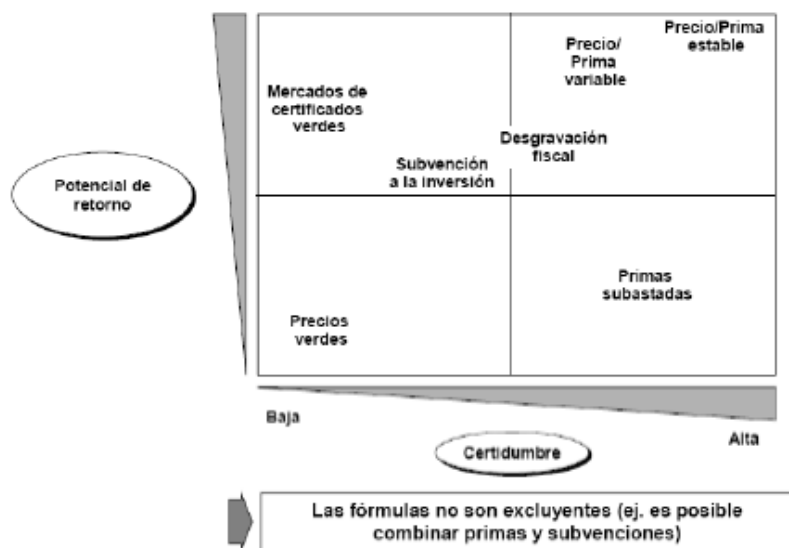 Precio/Prima
estable
Precio/
Prima
variable
Mercados de
certificados
verdes
Desgravación
fiscal
Subvención
a la inversión
Potencial de
retorno
Primas
subastadas
Precios
verdes
Baja
Alta
Certidumbre
Las fórmulas no son excluyentes (ej. es posible
combinar primas y subvenciones)